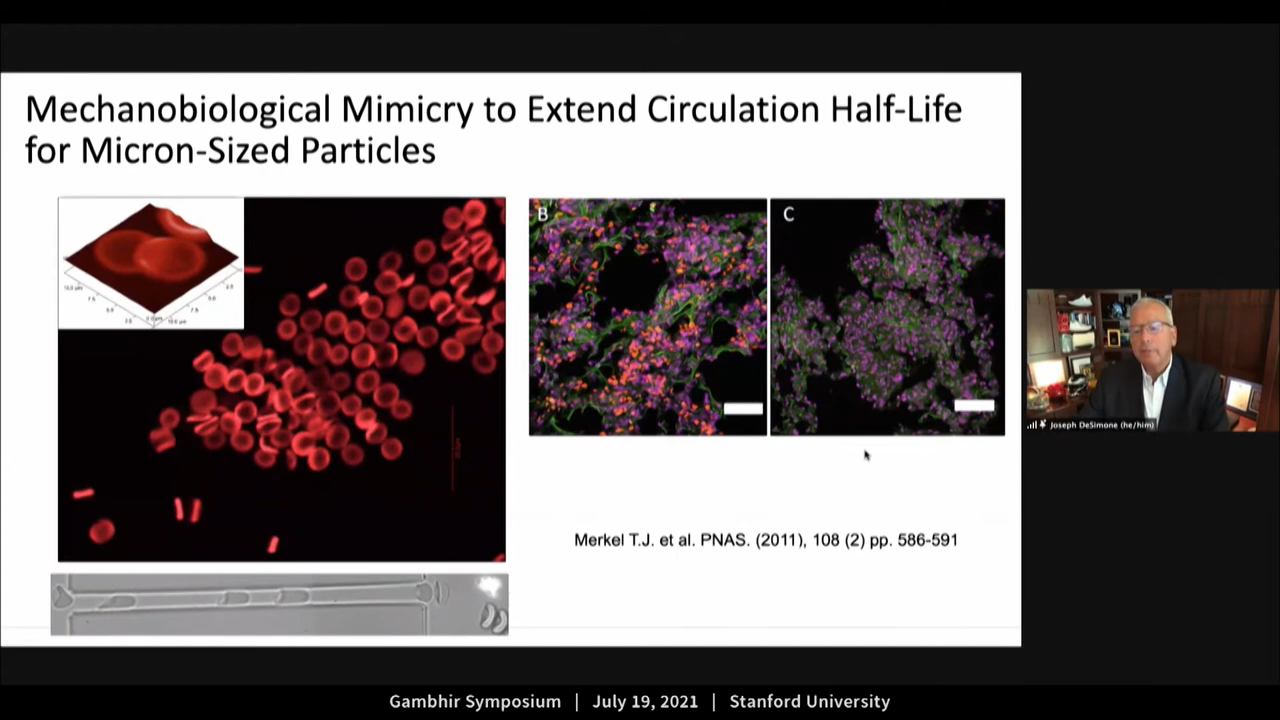 Mechanobiological Mimicry to Extend Circulation Half-Life
for Micron-Sized Particles
B
C
Merkel T.J. et al. PNAS. (2011), 108 (2) pp. 586-591
Joseph DeSimone (he/him)
Gambhir Symposium | July 19, 2021 | Stanford University